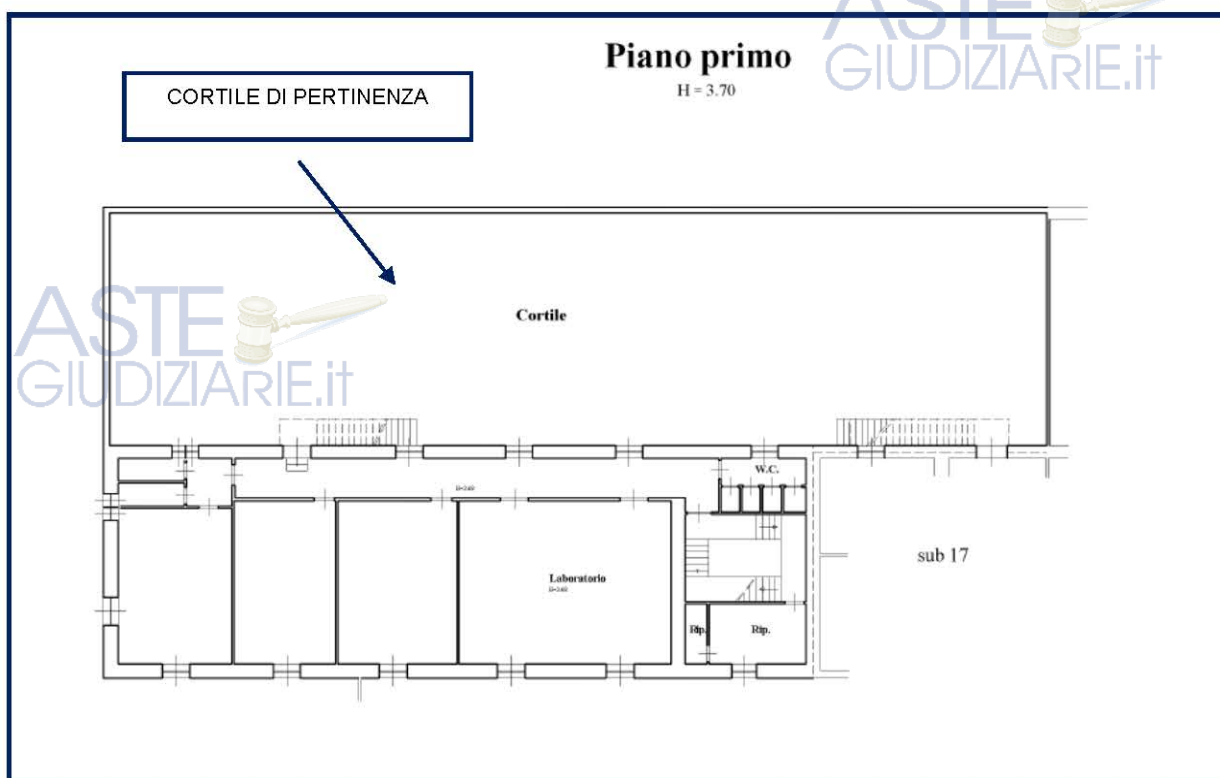 ASTE
GIUDIZIARIE.it
Piano primo
H = 3.70
CORTILE DI PERTINENZA
ASTE
GIUDIZIARIE.it
Cortile
W.C.
sub 17
Laboratorio
Rip.
Rip.